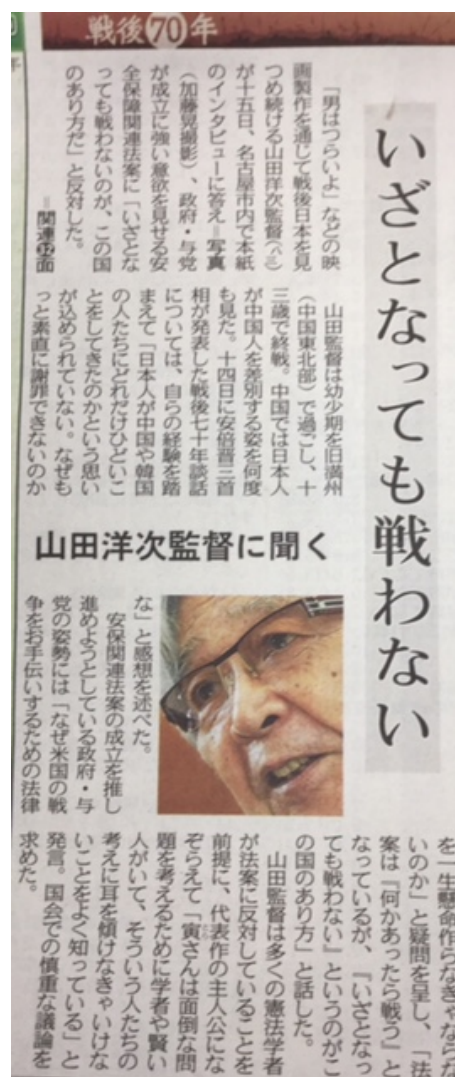 戦後70年
いざとなっても戦わない
山田洋次監督に聞く
「男はつらいよ」などの映
画製作を通じて戦後日本を見
つめ続ける山田洋次監督(八三)
が十五日、名古屋市内で本紙
のインタビューに答え=写真
(加藤晃撮影)、政府・与党
が成立に強い意欲を見せる安
全保障関連法案に「いざとな
っても戦わないのが、この国
のあり方だ」と反対した。
=関連12面
山田監督は幼少期を旧満州
(中国東北部)で過ごし、十
三歳で終戦。中国では日本人
が中国人を差別する姿を何度
も見た。十四日に安倍晋三首
相が発表した戦後七十年談話
については、自らの経験を踏
まえて「日本人が中国や韓国
の人たちにどれだけひどいこ
とをしてきたのかという思い
が込められていない。なぜも
っと素直に謝罪できないのか
な」と感想を述べた。
安保関連法案の成立を推し
進めようとしている政府・与
党の姿勢には「なぜ米国の戦
争をお手伝いするための法律
を一生懸命作らなきゃならな
いのか」と疑問を呈し、「法
案は『何かあったら戦う』と
なっているが、『いざとなっ
ても戦わない』というのがこ
の国のあり方」と話した。
山田監督は多くの憲法学者
が法案に反対していることを
前提に、代表作の主人公にな
ぞらえて「寅さんは面倒な問
題を考えるために学者や賢い
人がいて、そういう人たちの
考えに耳を傾けなきゃいけな
いことをよく知っている」と
発言。国会での慎重な議論を
求めた。